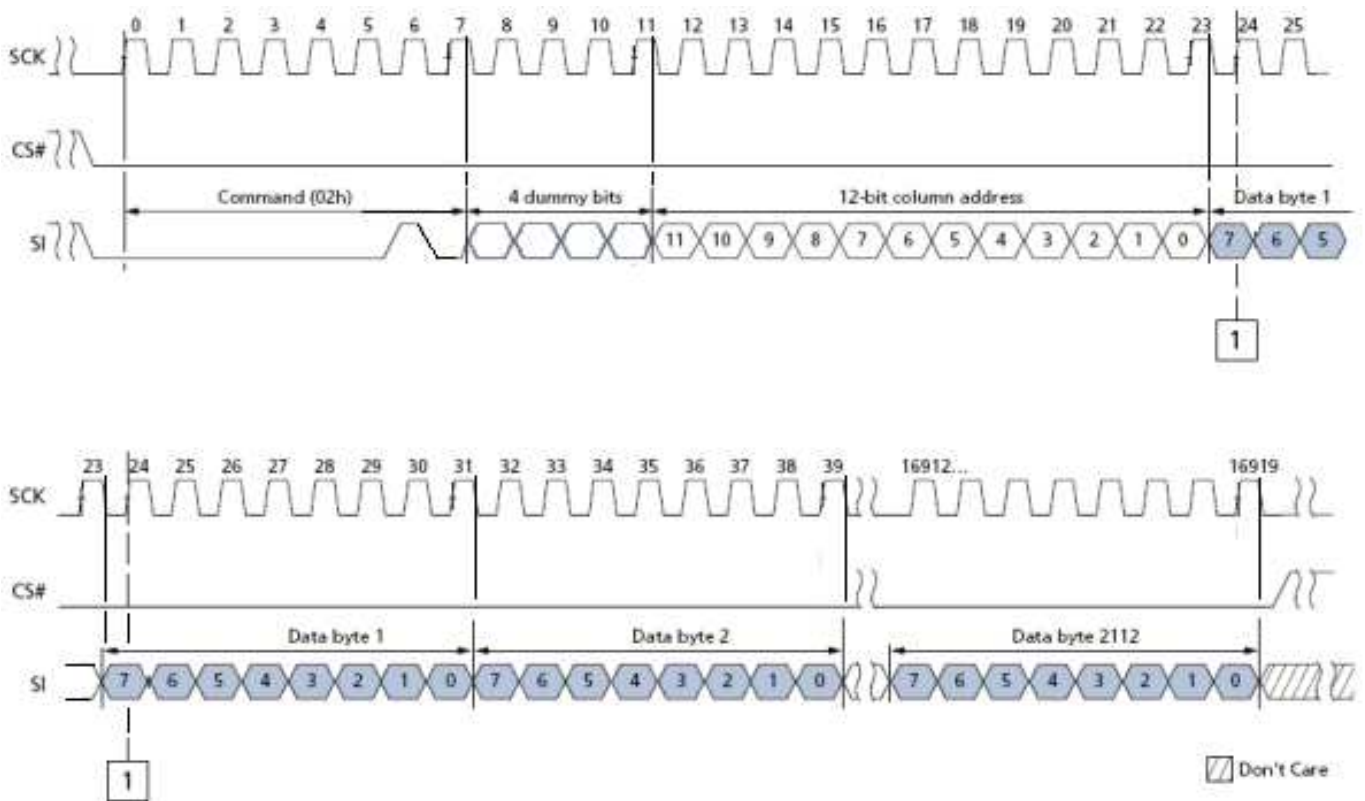 0 1 2 3 4 5 6 7 8 9 10 11 12 13 14 15 16 17 18 19 20 21 22 23 24 25
SCK
CS#
Command (02h) 4 dummy bits 12-bit column address Data byte 1
SI 11 10 9 8 7 6 5 4 3 2 1 0 7 6 5
1
23 24 25 26 27 28 29 30 31 32 33 34 35 36 37 38 39 16912... 16919
SCK
CS#
Data byte 1 Data byte 2 Data byte 2112
SI 7 6 5 4 3 2 1 0 7 6 5 4 3 2 1 0 7 6 5 4 3 2 1 0
1 Don't Care